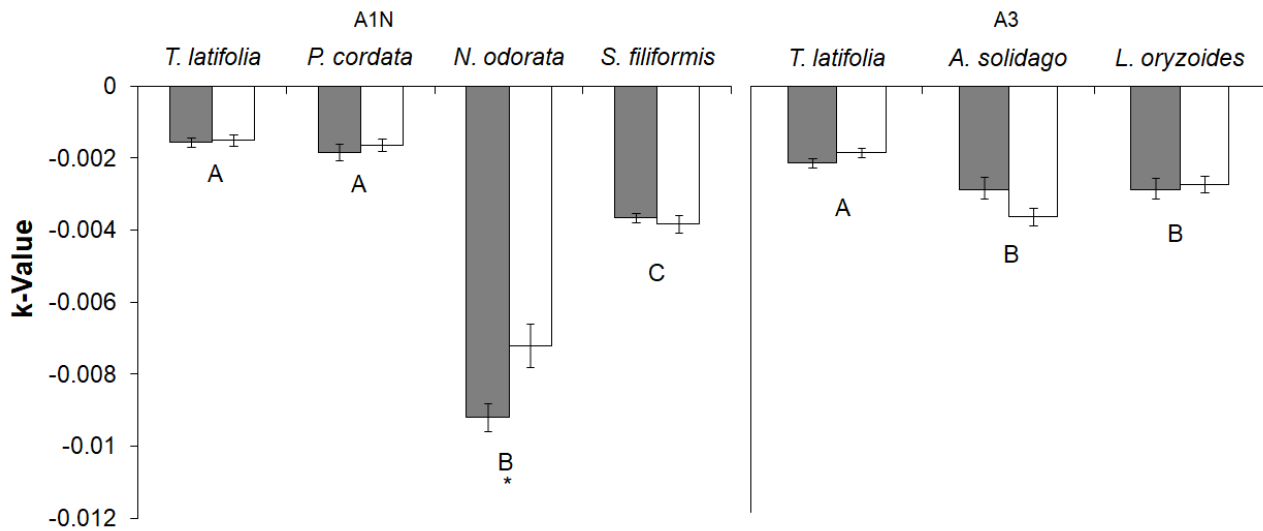 A1N A3
T. latifolia P. cordata N. odorata S. filiformis T. latifolia A. solidago L. oryzoides
0
-0.002
-0.004
-0.006
-0.008
-0.01
-0.012
k-Value
A A B * C A B B